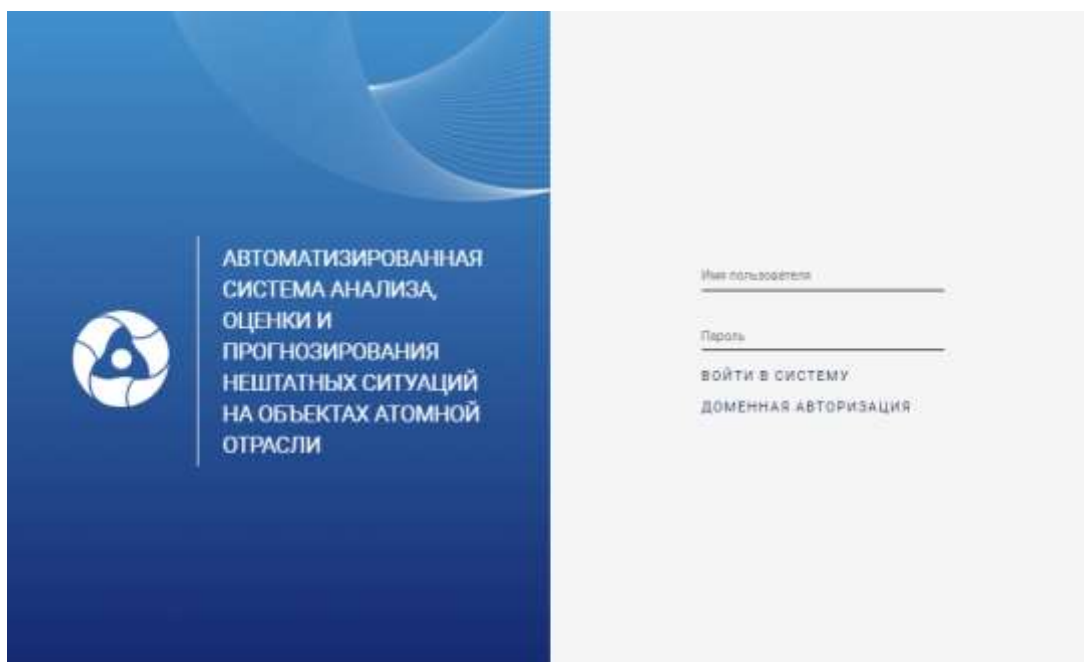 АВТОМАТИЗИРОВАННАЯ
СИСТЕМА АНАЛИЗА,
ОЦЕНКИ И
ПРОГНОЗИРОВАНИЯ
НЕШТАТНЫХ СИТУАЦИЙ
НА ОБЪЕКТАХ АТОМНОЙ
ОТРАСЛИ
Имя пользователя
Пароль
ВОЙТИ В СИСТЕМУ
ДОМЕННАЯ АВТОРИЗАЦИЯ